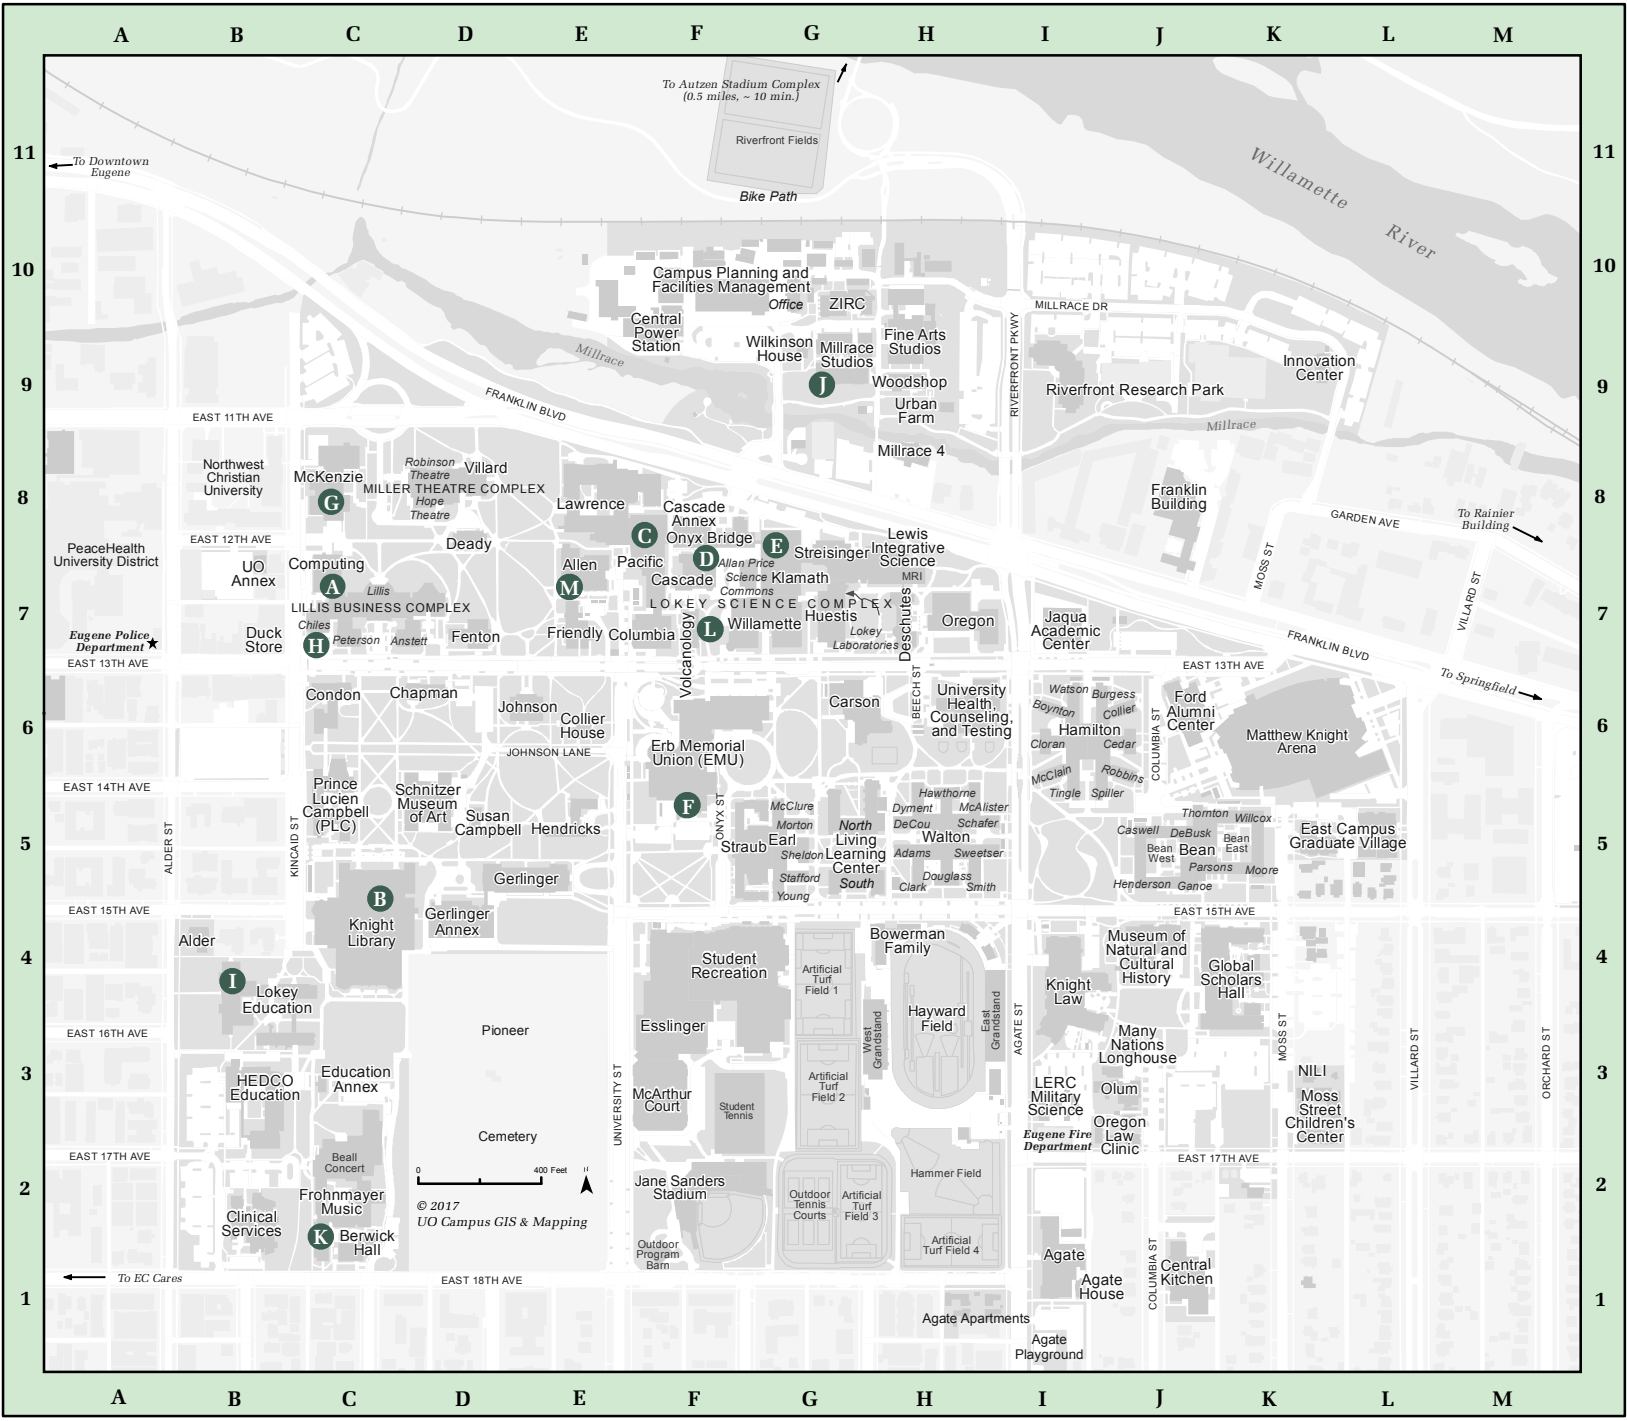 A B C D E F G H I J K L M
To Autzen Stadium Complex
(0.5 miles, ~ 10 min.)
Riverfront Fields
11
11
To Downtown
Eugene
Willamette
River
Bike Path
10
10
Campus Planning and
Facilities Management
Office
ZIRC
MILLRACE DR
Central
Power
Station
Fine Arts
Studios
Wilkinson
House
Millrace
Studios
Millrace
RIVERFRONT PKWY
Innovation
Center
9
9
J
Woodshop
Riverfront Research Park
Urban
Farm
FRANKLIN BLVD
EAST 11TH AVE
Millrace
Millrace 4
Northwest
Christian
University
McKenzie
G
Robinson
Theatre
Villard
MILLER THEATRE COMPLEX
Hope
Theatre
8
8
Lawrence
Cascade
Annex
Franklin
Building
GARDEN AVE
To Rainier
Building
EAST 12TH AVE
Deady
C
Onyx Bridge
D
E
Streisinger
Lewis
Integrative
Science
MRI
PeaceHealth
University District
UO
Annex
Computing
A
Lillis
LILLIS BUSINESS COMPLEX
Allen
M
Pacific
Cascade
Allan Price
Science
Commons
Klamath
LOKEY SCIENCE COMPLEX
MOSS ST
VILLARD ST
7
7
Eugene Police
Department
Duck
Store
Chiles
H
Peterson
Anstett
Fenton
Friendly
Columbia
Volcanology
L
Willamette
Huestis
Lokey
Laboratories
Deschutes
Oregon
Jaqua
Academic
Center
FRANKLIN BLVD
EAST 13TH AVE
EAST 13TH AVE
To Springfield
Condon
Chapman
Johnson
Collier
House
JOHNSON LANE
Carson
BEECH ST
University
Health,
Counseling,
and Testing
Watson
Burgess
Boynton
Collier
Hamilton
Cloran
Cedar
McClain
Robbins
Tingle
Spiller
COLUMBIA ST
Ford
Alumni
Center
Matthew Knight
Arena
6
6
Erb Memorial
Union (EMU)
F
EAST 14TH AVE
Prince
Lucien
Campbell
(PLC)
Schnitzer
Museum
of Art
Susan
Campbell
Hendricks
ONYX ST
Straub
McClure
Morton
Earl
Sheldon
Stafford
Young
North
Living
Learning
Center
South
Hawthorne
Dyment
McAlister
DeCou
Schafer
Walton
Adams
Sweetser
Douglass
Clark
Smith
Thornton
Willcox
Caswell
DeBusk
Bean
West
Bean
Bean
East
Parsons
Moore
Henderson
Ganoe
East Campus
Graduate Village
5
5
ALDER ST
KINCAID ST
Gerlinger
B
Knight
Library
Gerlinger
Annex
EAST 15TH AVE
EAST 15TH AVE
Alder
4
4
I
Lokey
Education
Student
Recreation
Artificial
Turf
Field 1
Bowerman
Family
Museum of
Natural and
Cultural
History
Global
Scholars
Hall
Knight
Law
EAST 16TH AVE
Pioneer
Esslinger
West
Grandstand
Hayward
Field
East
Grandstand
AGATE ST
Many
Nations
Longhouse
MOSS ST
VILLARD ST
ORCHARD ST
3
3
HEDCO
Education
Education
Annex
UNIVERSITY ST
McArthur
Court
Student
Tennis
Artificial
Turf
Field 2
LERC
Military
Science
Olum
NILI
Moss
Street
Children's
Center
Cemetery
Eugene Fire
Department
Oregon
Law
Clinic
EAST 17TH AVE
EAST 17TH AVE
Beall
Concert
0
400 Feet
N
2
2
Frohnmayer
Music
Jane Sanders
Stadium
Outdoor
Tennis
Courts
Artificial
Turf
Field 3
Hammer Field
© 2017
UO Campus GIS & Mapping
Clinical
Services
K
Berwick
Hall
Outdoor
Program
Barn
Artificial
Turf Field 4
Agate
COLUMBIA ST
Central
Kitchen
To EC Cares
EAST 18TH AVE
Agate
House
1
1
Agate Apartments
Agate
Playground
A B C D E F G H I J K L M